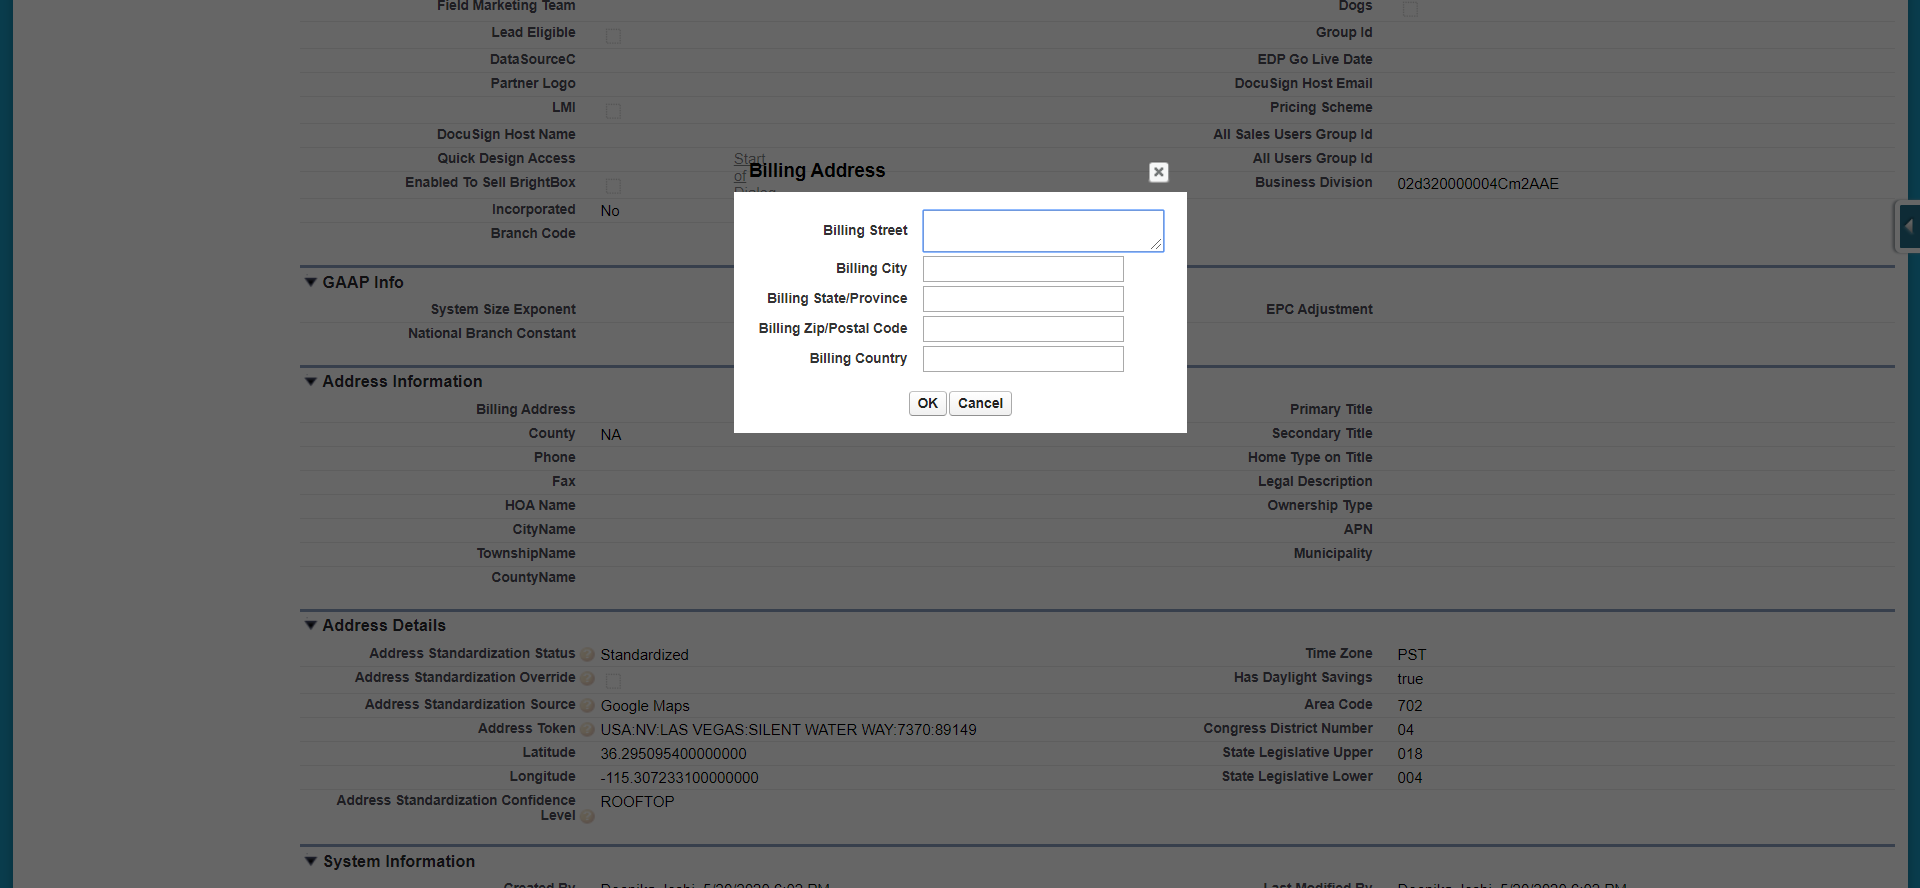 Field Marketing Team
Dogs
Lead Eligible
Group Id
DataSourceC
EDP Go Live Date
Partner Logo
DocuSign Host Email
LMI
Pricing Scheme
DocuSign Host Name
All Sales Users Group Id
Quick Design Access
All Users Group Id
Enabled To Sell BrightBox
Business Division 02d320000004Cm2AAE
Incorporated No
Branch Code
Start
of
Dialog
Billing Address
Billing Street
Billing City
Billing State/Province
Billing Zip/Postal Code
Billing Country
OK Cancel
GAAP Info
System Size Exponent
EPC Adjustment
National Branch Constant
Address Information
Billing Address
Primary Title
County NA
Secondary Title
Phone
Home Type on Title
Fax
Legal Description
HOA Name
Ownership Type
CityName
APN
TownshipName
Municipality
CountyName
Address Details
Address Standardization Status Standardized
Time Zone PST
Address Standardization Override
Has Daylight Savings true
Address Standardization Source Google Maps
Area Code 702
Address Token USA:NV:LAS VEGAS:SILENT WATER WAY:7370:89149
Congress District Number 04
Latitude 36.295095400000000
State Legislative Upper 018
Longitude -115.307233100000000
State Legislative Lower 004
Address Standardization Confidence
Level
ROOFTOP
System Information
Created By
Last Modified By